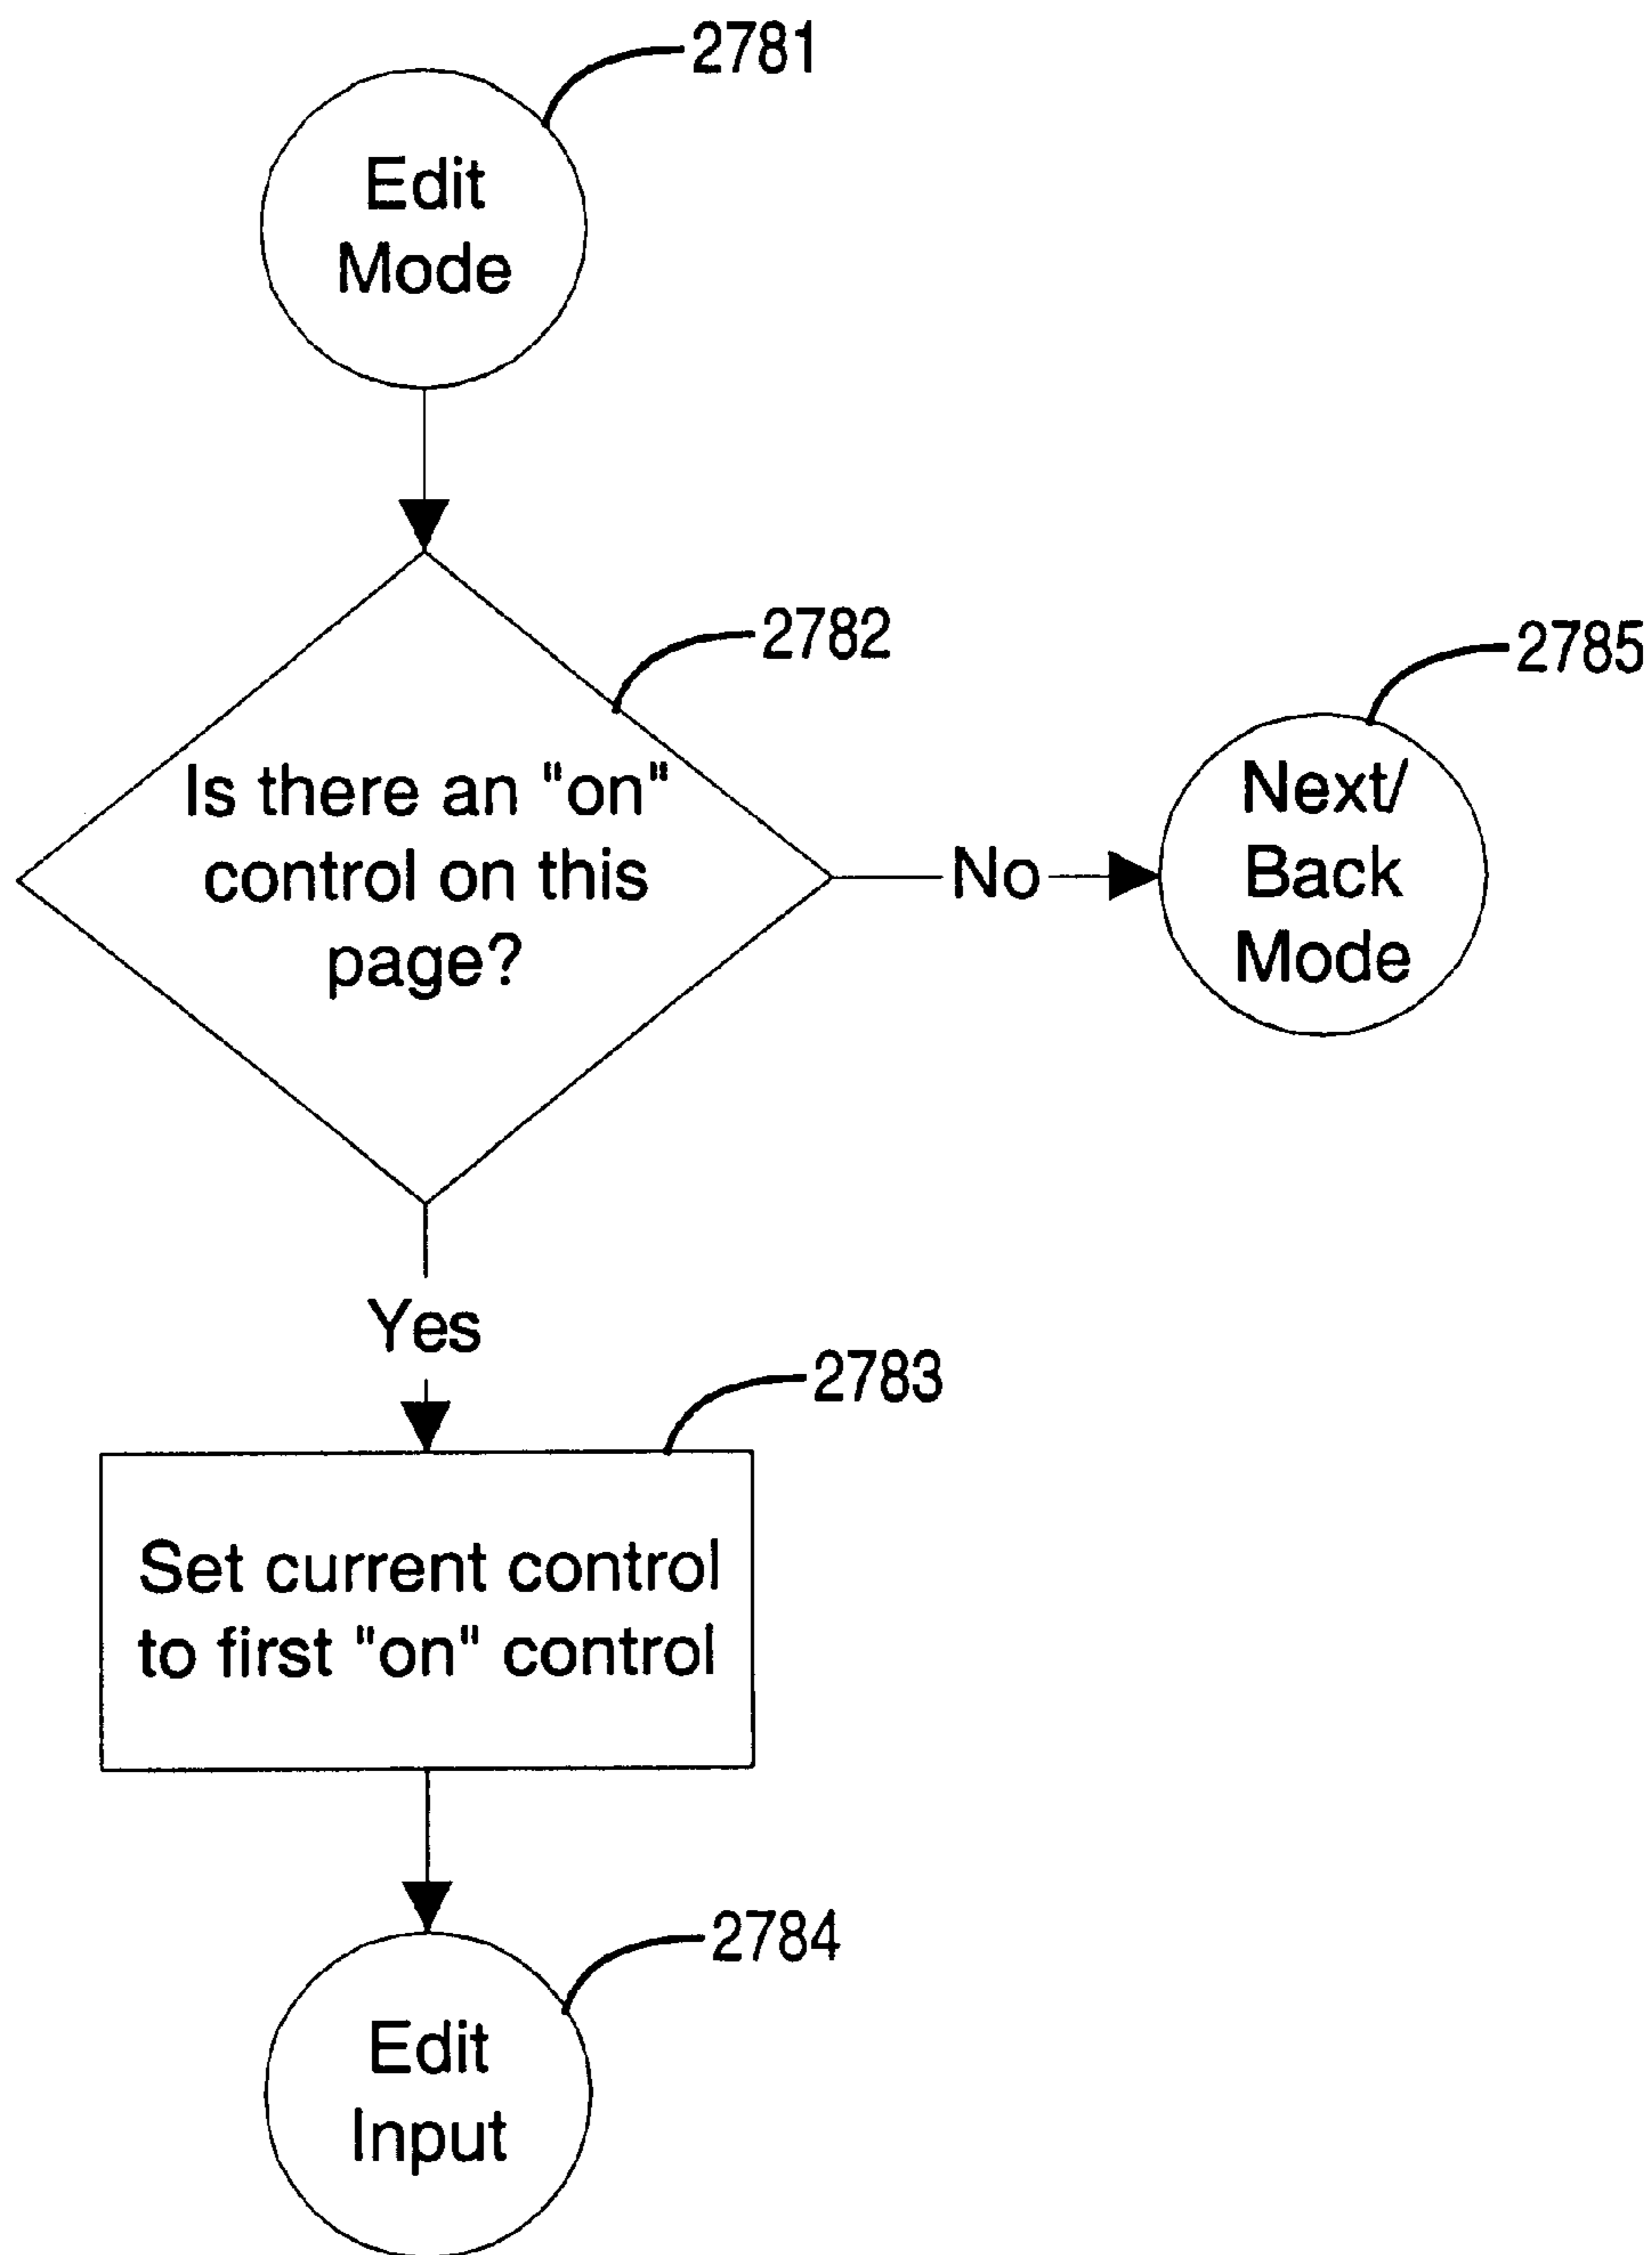 2781
Edit
Mode
2782
Is there an "on"
control on this
page?
No
2785
Next/
Back
Mode
Yes
2783
Set current control
to first "on" control
2784
Edit
Input